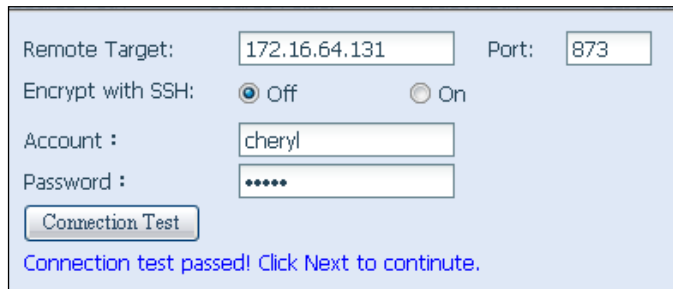 Remote Target: 172.16.64.131 Port: 873
Encrypt with SSH: Off On
Account : cheryl
Password : •••••
Connection Test
Connection test passed! Click Next to continute.